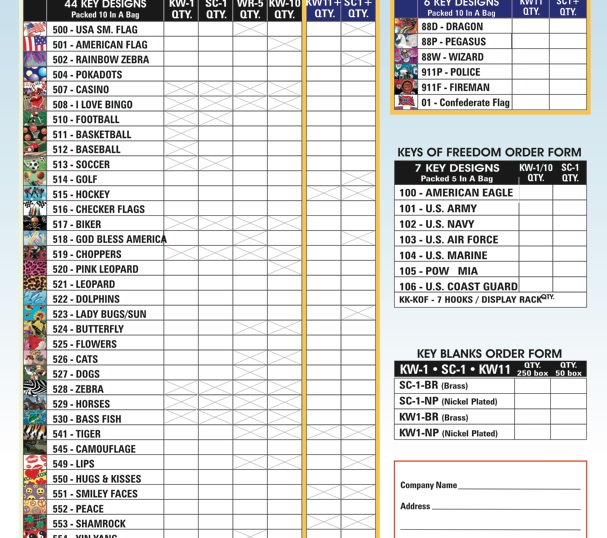 44 KEY DESIGNS
Packed 10 In A Bag
KW-1 QTY.
SC-1 QTY.
WR-5 QTY.
KW-10 QTY.
KW11+ QTY.
SC1+ QTY.
500 - USA SM. FLAG
501 - AMERICAN FLAG
502 - RAINBOW ZEBRA
504 - POKADOTS
507 - CASINO
508 - I LOVE BINGO
510 - FOOTBALL
511 - BASKETBALL
512 - BASEBALL
513 - SOCCER
514 - GOLF
515 - HOCKEY
516 - CHECKER FLAGS
517 - BIKER
518 - GOD BLESS AMERICA
519 - CHOPPERS
520 - PINK LEOPARD
521 - LEOPARD
522 - DOLPHINS
523 - LADY BUGS/SUN
524 - BUTTERFLY
525 - FLOWERS
526 - CATS
527 - DOGS
528 - ZEBRA
529 - HORSES
530 - BASS FISH
541 - TIGER
545 - CAMOUFLAGE
549 - LIPS
550 - HUGS & KISSES
551 - SMILEY FACES
552 - PEACE
553 - SHAMROCK
554 - YIN YANG
6 KEY DESIGNS
Packed 10 In A Bag
KW11 QTY.
SC1+ QTY.
88D - DRAGON
88P - PEGASUS
88W - WIZARD
911P - POLICE
911F - FIREMAN
01 - Confederate Flag
KEYS OF FREEDOM ORDER FORM
7 KEY DESIGNS
Packed 5 In A Bag
KW-1/10 QTY.
SC-1 QTY.
100 - AMERICAN EAGLE
101 - U.S. ARMY
102 - U.S. NAVY
103 - U.S. AIR FORCE
104 - U.S. MARINE
105 - POW MIA
106 - U.S. COAST GUARD
KK-KOF - 7 HOOKS / DISPLAY RACK QTY.
KEY BLANKS ORDER FORM
KW-1 • SC-1 • KW11
QTY. 250 box
QTY. 50 box
SC-1-BR (Brass)
SC-1-NP (Nickel Plated)
KW1-BR (Brass)
KW1-NP (Nickel Plated)
Company Name
Address